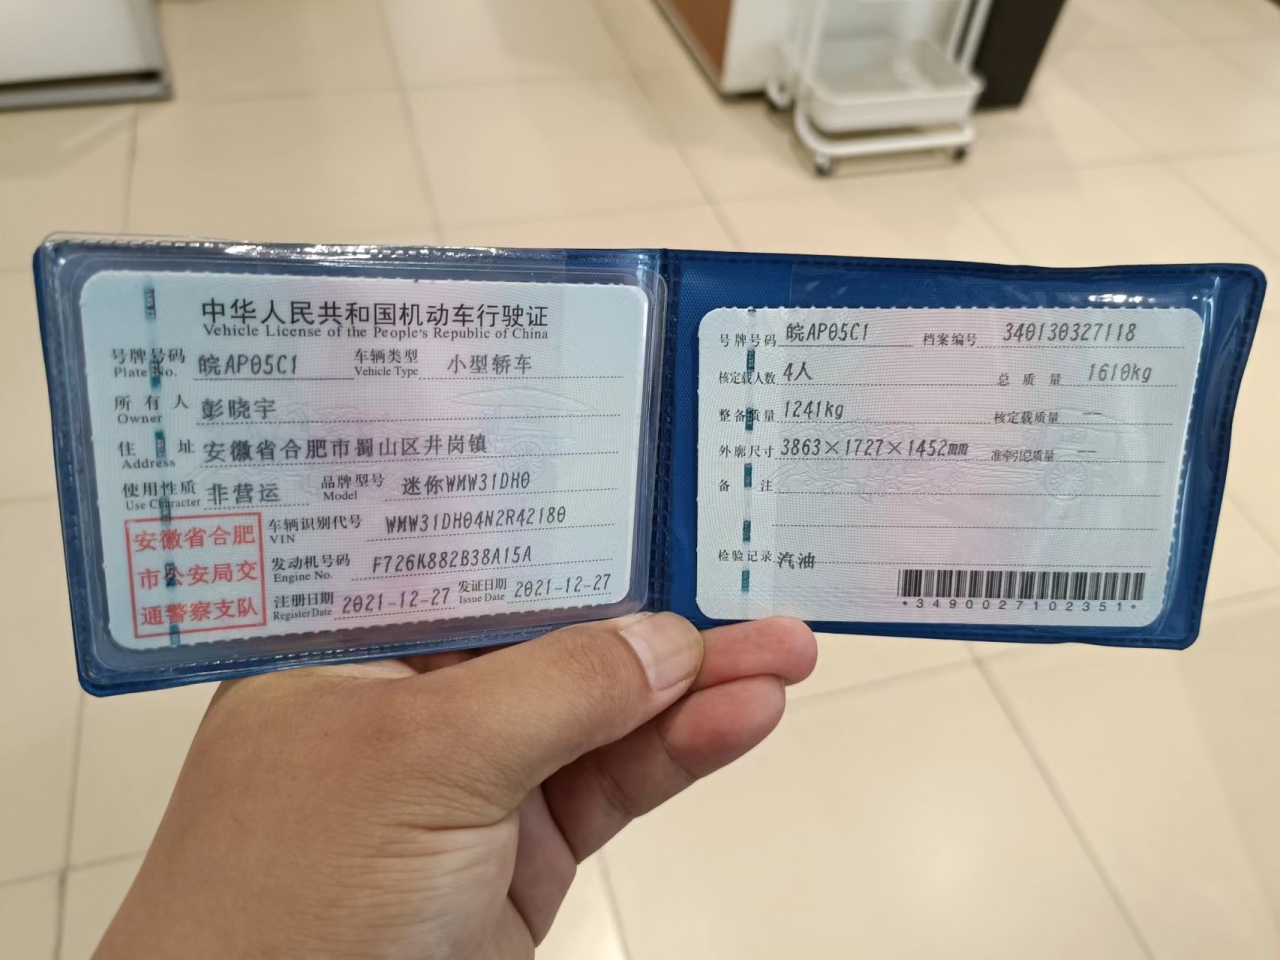 中华人民共和国机动车行驶证
Vehicle License of the People's Republic of China
号牌号码 皖AP05C1 车辆类型 小型轿车
Plate No. Vehicle Type
所有人 彭晓宇
Owner
住址 安徽省合肥市蜀山区井岗镇
Address
使用性质 非营运 品牌型号 迷你WMW31DH0
Use Character Model
安徽省合肥
市公安局交
通警察支队
车辆识别代号 WMW31DH04N2R42180
VIN
发动机号码 F726K882B38A15A
Engine No.
注册日期 2021-12-27 发证日期 2021-12-27
Register Date Issue Date
号牌号码 皖AP05C1 档案编号 340130327118
核定载人数 4人 总质量 1610kg
整备质量 1241kg 核定载质量 --
外廓尺寸 3863×1727×1452mm 准牵引总质量 --
备注
检验记录 汽油
*3490027102351*